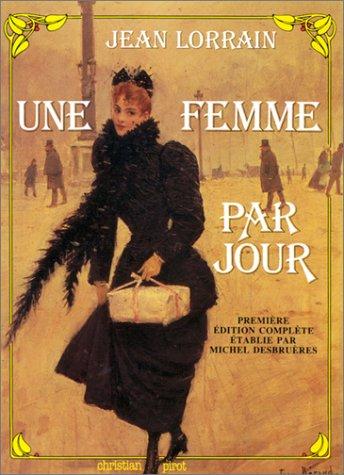 JEAN LORRAIN
UNE FEMME
PAR
JOUR
PREMIÈRE
ÉDITION COMPLÈTE
ÉTABLIE PAR
MICHEL DESBRUÈRES
christian pirot